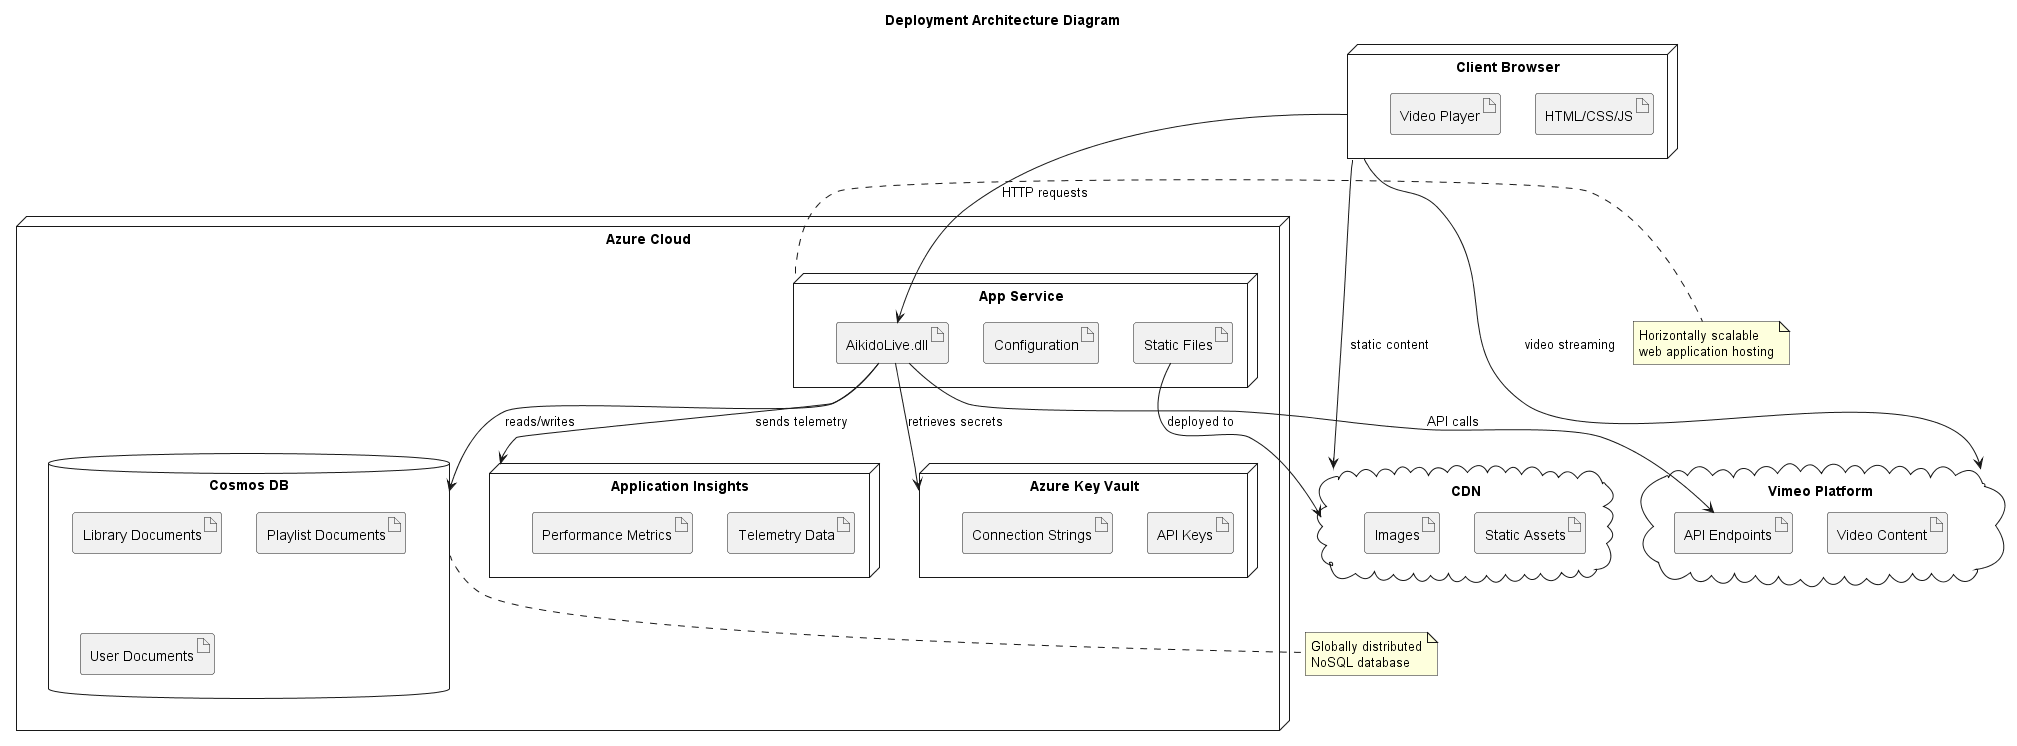 Deployment Architecture Diagram
Client Browser
Video Player
HTML/CSS/JS
HTTP requests
Azure Cloud
App Service
AikidoLive.dll
Configuration
Static Files
static content
video streaming
Horizontally scalable
web application hosting
reads/writes
sends telemetry
retrieves secrets
deployed to
API calls
Cosmos DB
Library Documents
Playlist Documents
User Documents
Application Insights
Performance Metrics
Telemetry Data
Azure Key Vault
Connection Strings
API Keys
CDN
Images
Static Assets
Vimeo Platform
API Endpoints
Video Content
Globally distributed
NoSQL database